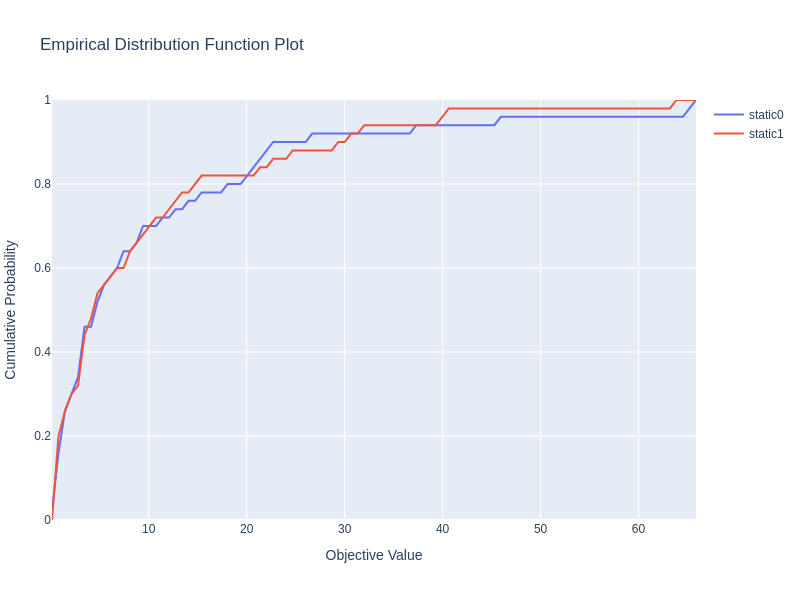 Empirical Distribution Function Plot
1
0.8
0.6
0.4
0.2
0
10
20
30
40
50
60
Objective Value
Cumulative Probability
static0
static1